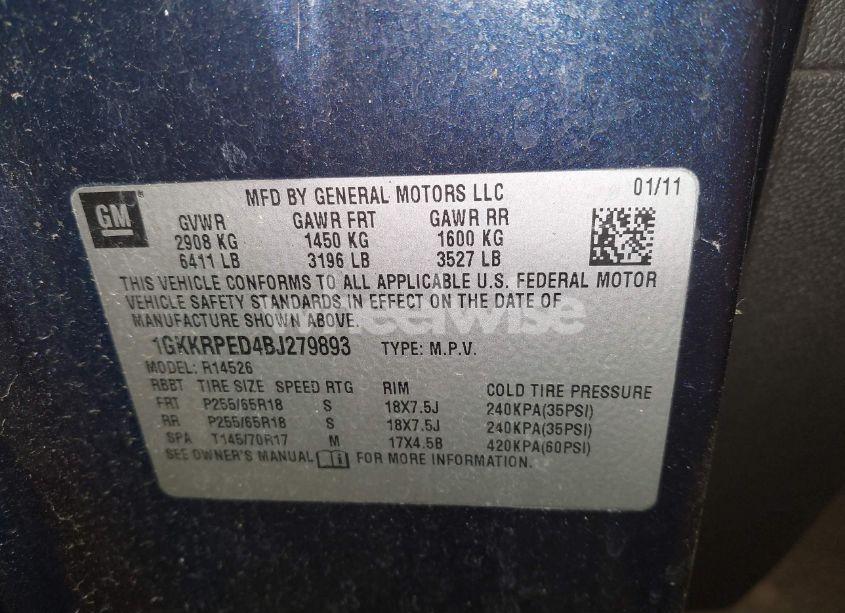 GM
MFD BY GENERAL MOTORS LLC 01/11
GVWR GAWR FRT GAWR RR
2908 KG 1450 KG 1600 KG
6411 LB 3196 LB 3527 LB
THIS VEHICLE CONFORMS TO ALL APPLICABLE U.S. FEDERAL MOTOR
VEHICLE SAFETY STANDARDS IN EFFECT ON THE DATE OF
MANUFACTURE SHOWN ABOVE.
wheelwise
1GKKRPED4BJ279893 TYPE: M.P.V.
MODEL: R14526
RBBT TIRE SIZE SPEED RTG RIM COLD TIRE PRESSURE
FRT P255/65R18 S 18X7.5J 240KPA(35PSI)
RR P255/65R18 S 18X7.5J 240KPA(35PSI)
SPA T145/70R17 M 17X4.5B 420KPA(60PSI)
SEE OWNER'S MANUAL FOR MORE INFORMATION.